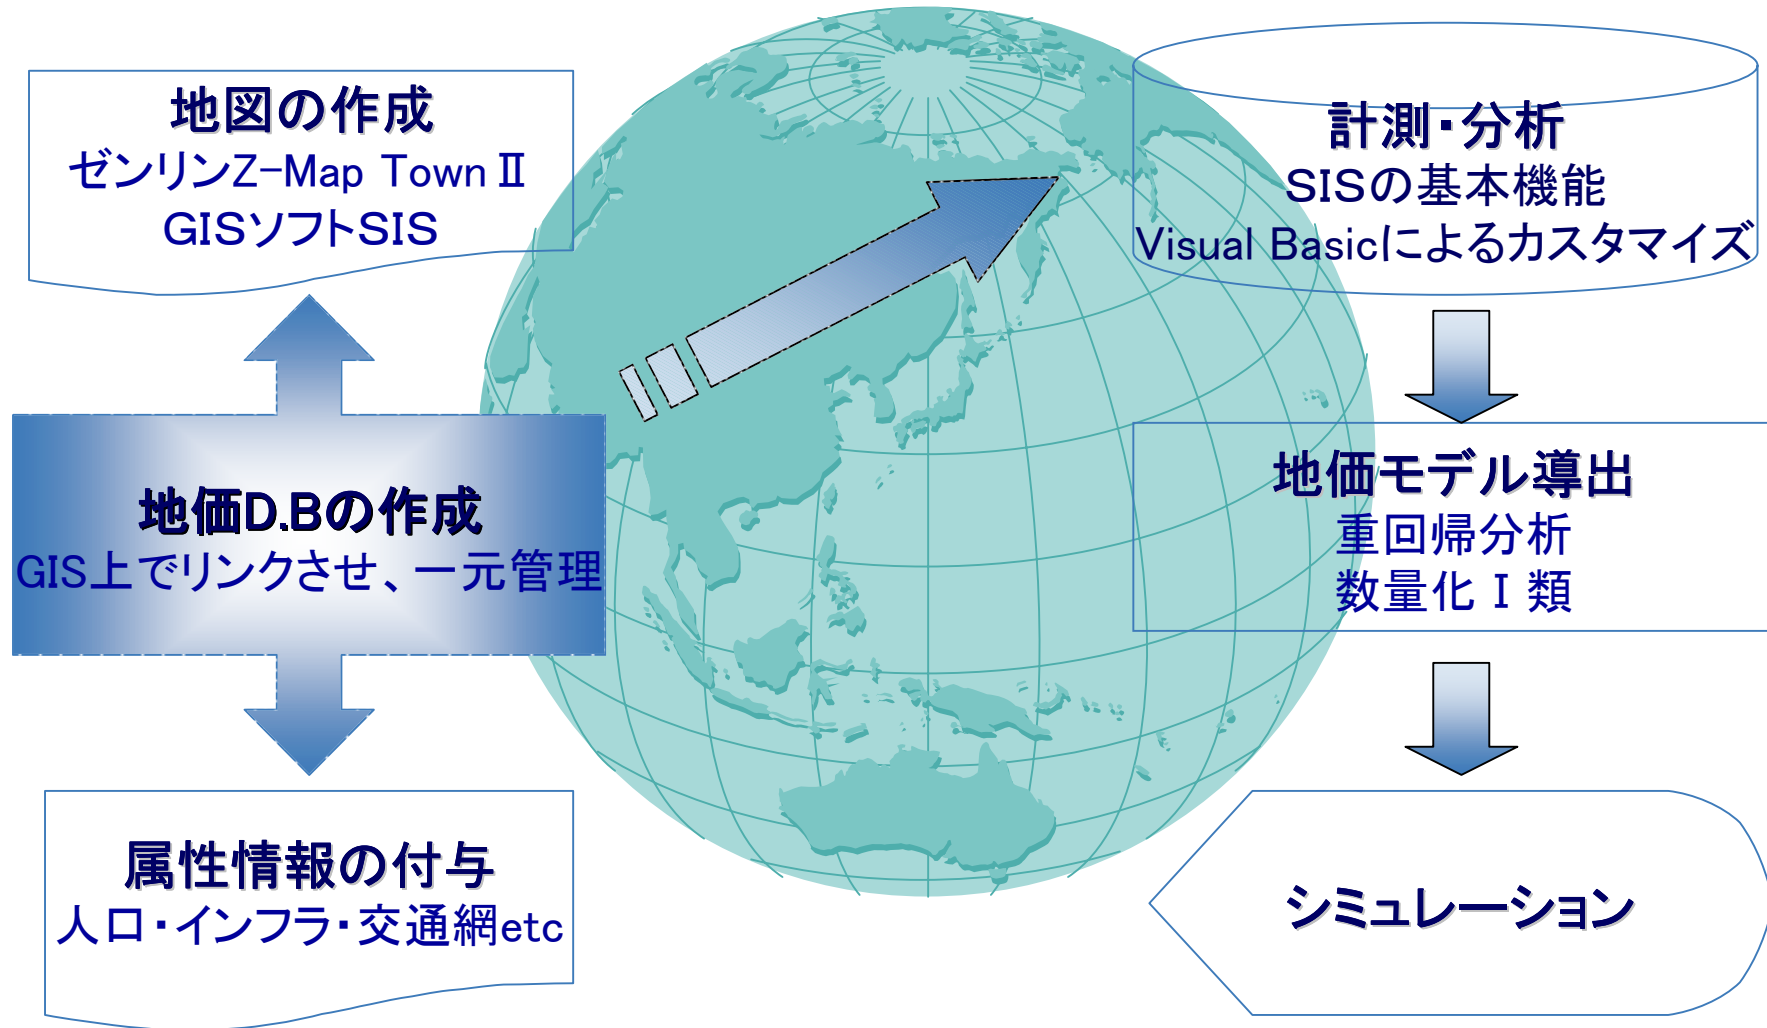 地図の作成
ゼンリンZ-Map TownⅡ
GISソフトSIS
地価D.Bの作成
GIS上でリンクさせ、一元管理
属性情報の付与
人口・インフラ・交通網etc
計測・分析
SISの基本機能
Visual Basicによるカスタマイズ
地価モデル導出
重回帰分析
数量化Ⅰ類
シミュレーション